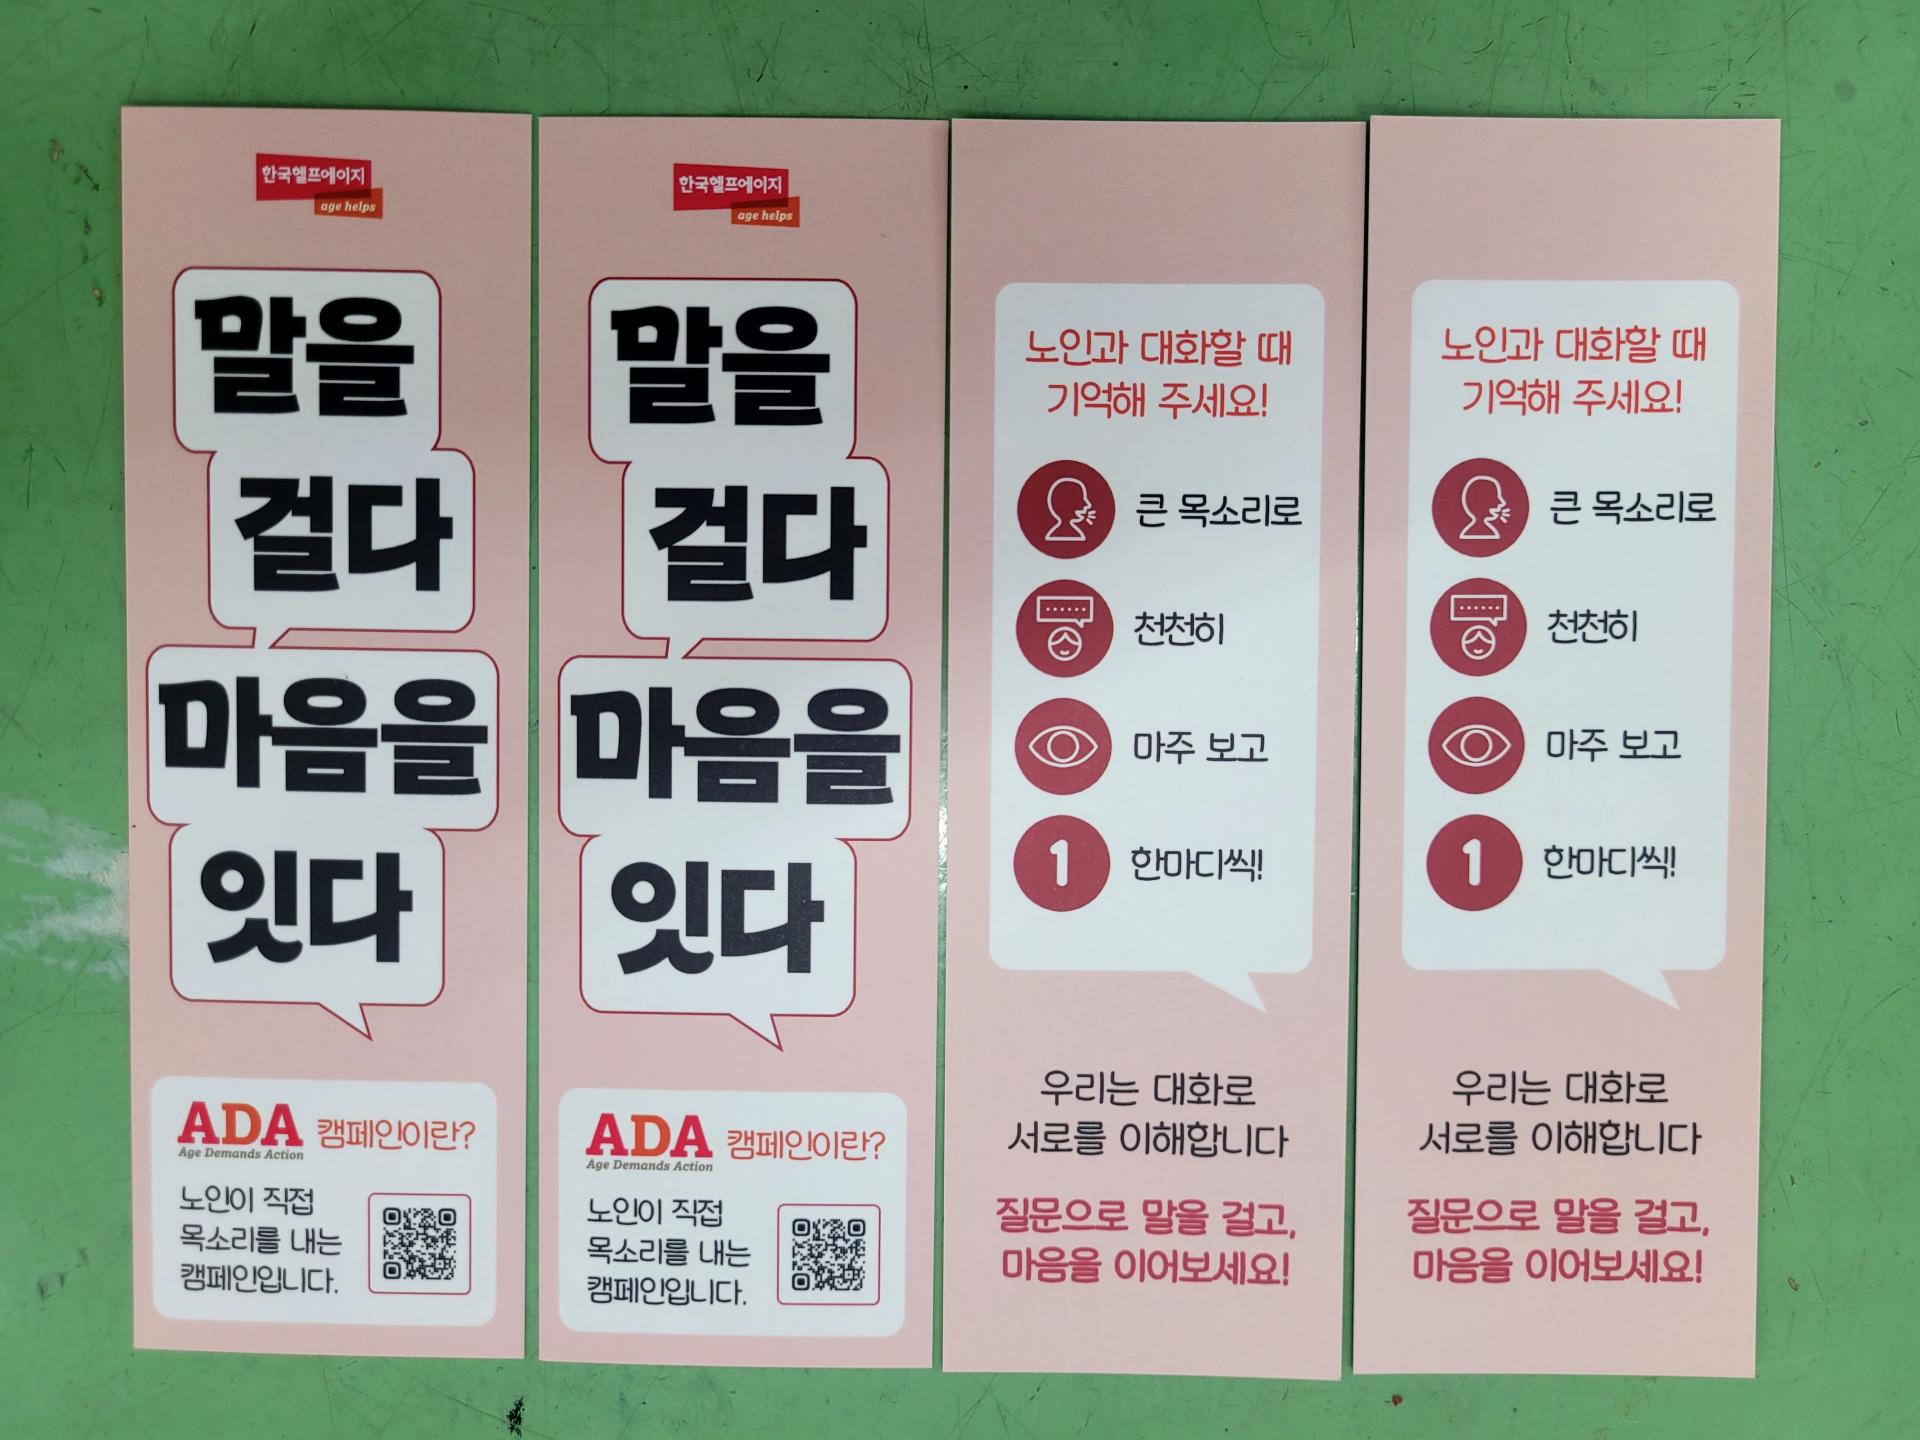 한국헬프에이지
age helps
말을
걸다
마음을
잇다
ADA 캠페인이란?
Age Demands Action
노인이 직접
목소리를 내는
캠페인입니다.
한국헬프에이지
age helps
말을
걸다
마음을
잇다
ADA 캠페인이란?
Age Demands Action
노인이 직접
목소리를 내는
캠페인입니다.
노인과 대화할 때
기억해 주세요!
큰 목소리로
천천히
마주 보고
1 한마디씩!
우리는 대화로
서로를 이해합니다
질문으로 말을 걸고,
마음을 이어보세요!
노인과 대화할 때
기억해 주세요!
큰 목소리로
천천히
마주 보고
1 한마디씩!
우리는 대화로
서로를 이해합니다
질문으로 말을 걸고,
마음을 이어보세요!